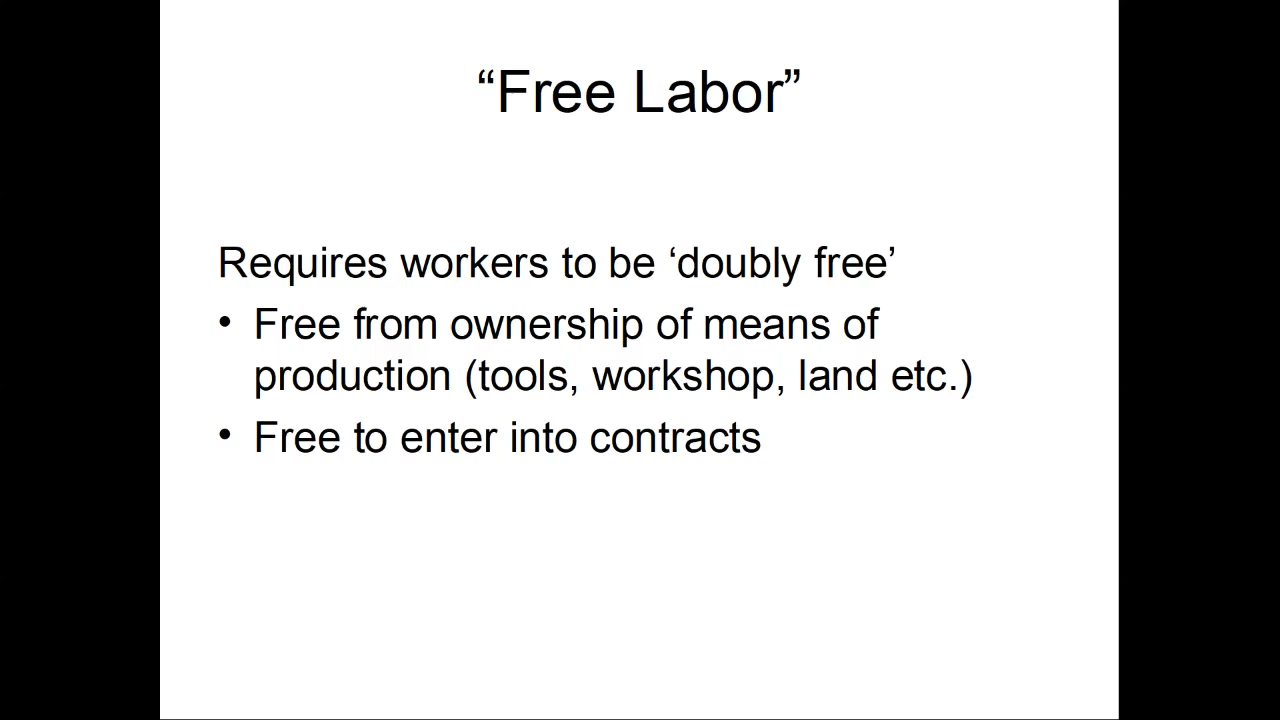 “Free Labor”
Requires workers to be ‘doubly free’
• Free from ownership of means of
production (tools, workshop, land etc.)
• Free to enter into contracts